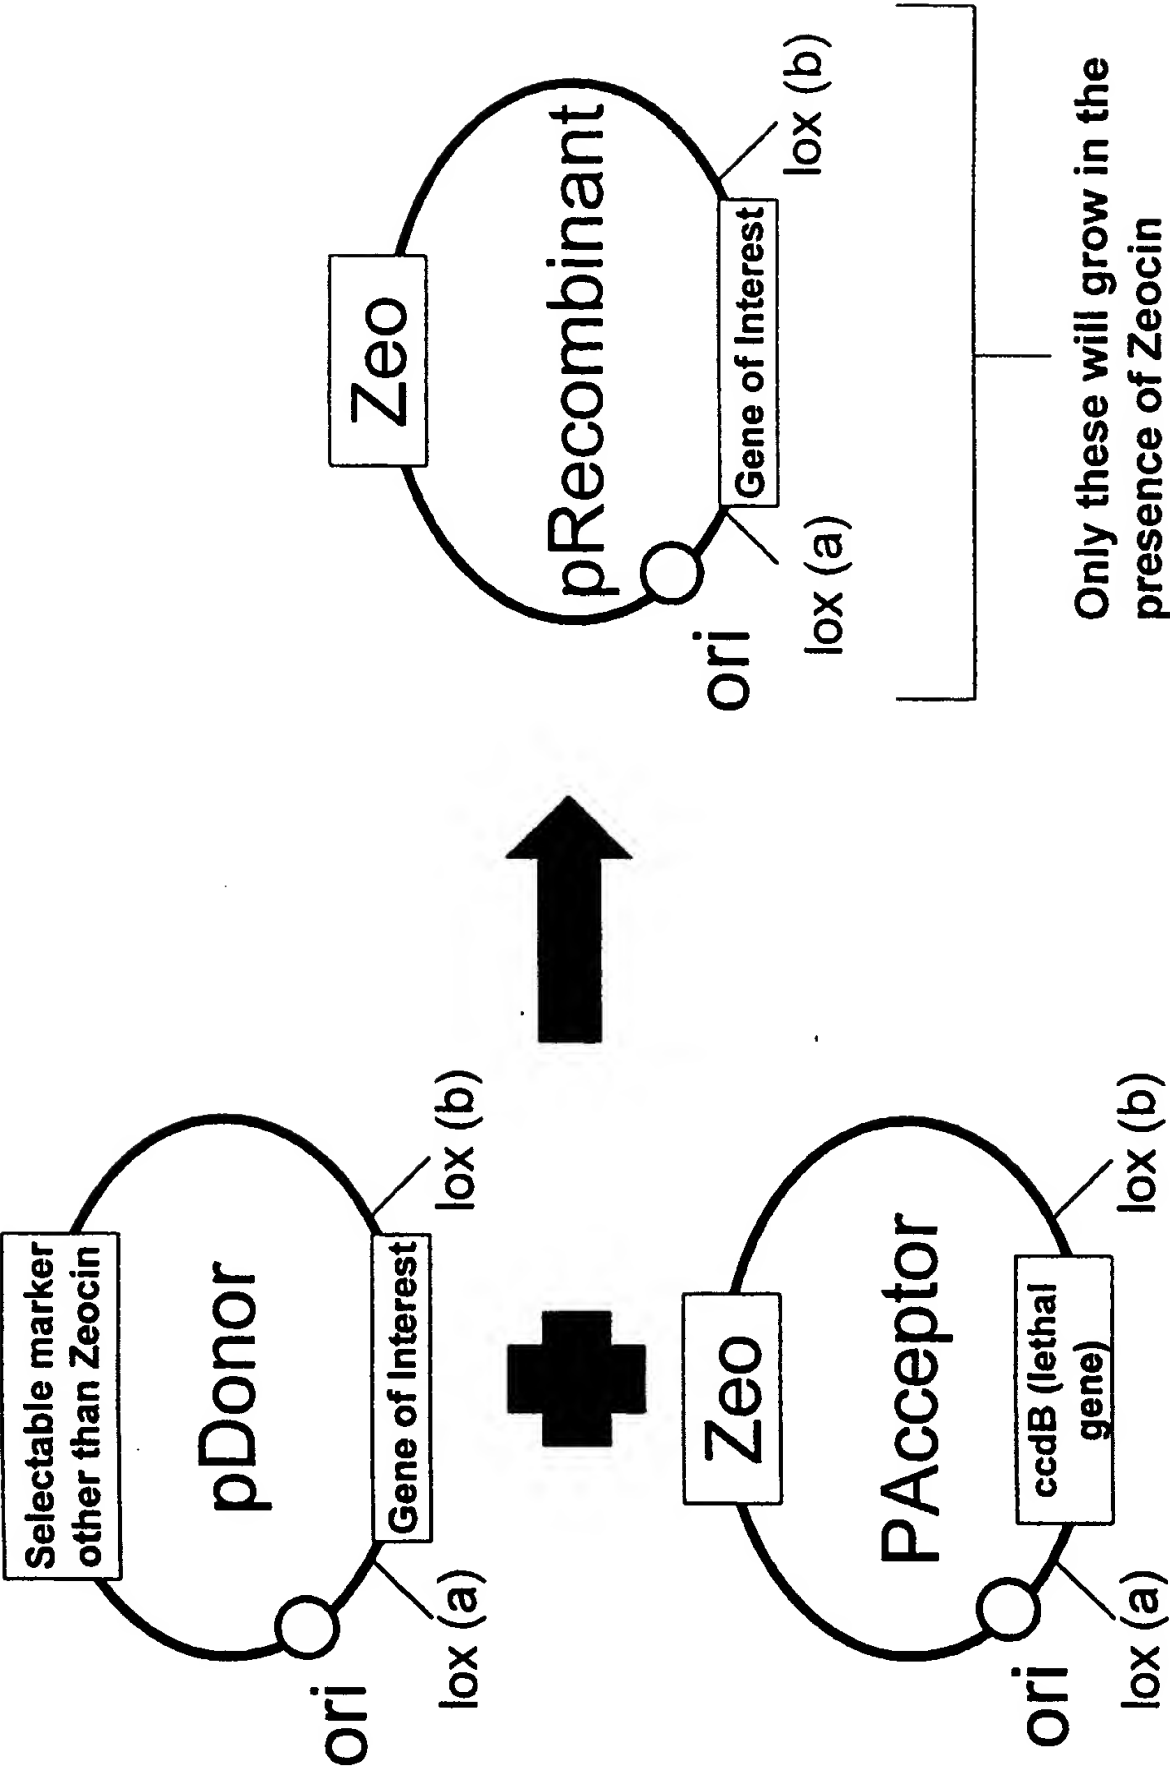 Selectable marker
other than Zeocin
pDonor
Gene of Interest
ori
lox (a)
lox (b)
Zeo
PAcceptor
ccdB (lethal
gene)
ori
lox (a)
lox (b)
Zeo
pRecombinant
Gene of Interest
ori
lox (a)
lox (b)
Only these will grow in the
presence of Zeocin